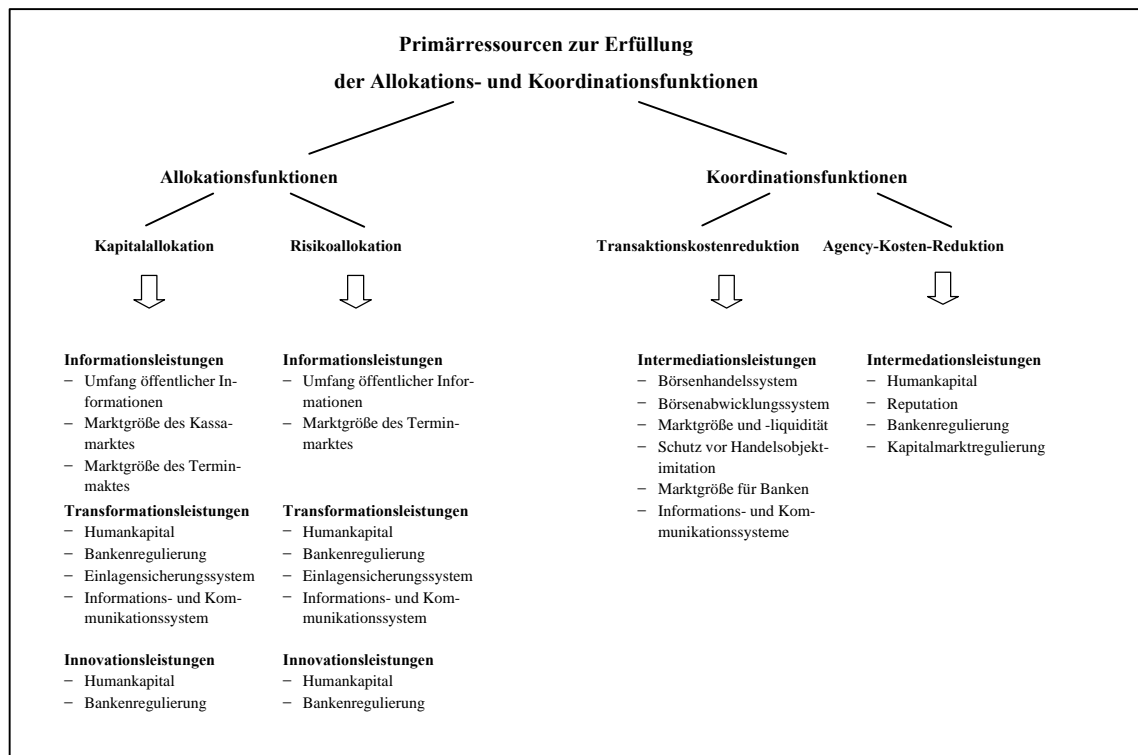 Primärressourcen zur Erfüllung
der Allokations- und Koordinationsfunktionen
Allokationsfunktionen
Koordinationsfunktionen
Kapitalallokation
Risikoallokation
Transaktionskostenreduktion
Agency-Kosten-Reduktion
Informationsleistungen
– Umfang öffentlicher In-
formationen
– Marktgröße des Kassa-
marktes
– Marktgröße des Termin-
maktes
Transformationsleistungen
– Humankapital
– Bankenregulierung
– Einlagensicherungssystem
– Informations- und Kom-
munikationssystem
Innovationsleistungen
– Humankapital
– Bankenregulierung
Informationsleistungen
– Umfang öffentlicher Infor-
mationen
– Marktgröße des Termin-
marktes
Transformationsleistungen
– Humankapital
– Bankenregulierung
– Einlagensicherungssystem
– Informations- und Kom-
munikationssystem
Innovationsleistungen
– Humankapital
– Bankenregulierung
Intermediationsleistungen
– Börsenhandelssystem
– Börsenabwicklungssystem
– Marktgröße und -liquidität
– Schutz vor Handelsobjekt-
imitation
– Marktgröße für Banken
– Informations- und Kom-
munikationssysteme
Intermedationsleistungen
– Humankapital
– Reputation
– Bankenregulierung
– Kapitalmarktregulierung